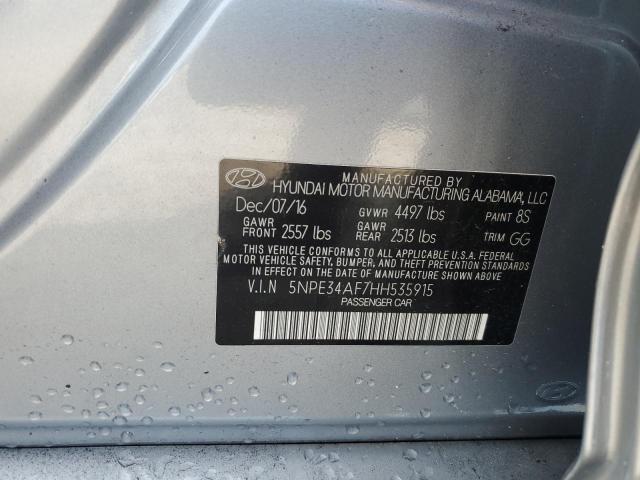 MANUFACTURED BY
HYUNDAI MOTOR MANUFACTURING ALABAMA, LLC
Dec/07/16 GVWR 4497 lbs PAINT 8S
GAWR FRONT 2557 lbs GAWR REAR 2513 lbs TRIM GG
THIS VEHICLE CONFORMS TO ALL APPLICABLE U.S.A. FEDERAL
MOTOR VEHICLE SAFETY, BUMPER, AND THEFT PREVENTION STANDARDS
IN EFFECT ON THE DATE OF MANUFACTURE SHOWN ABOVE.
V.I.N 5NPE34AF7HH535915
PASSENGER CAR